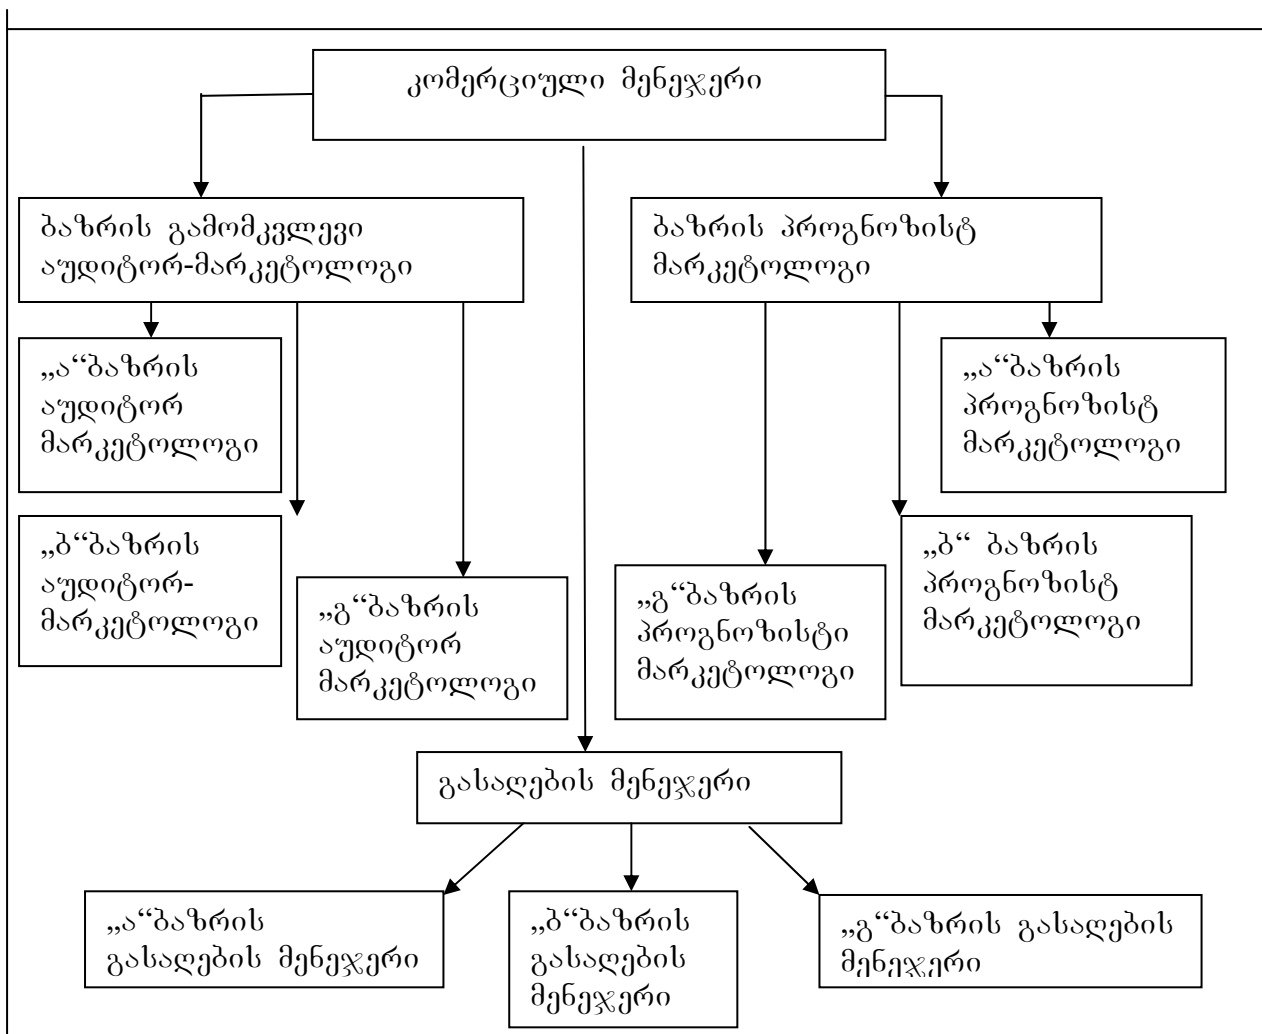 კომერციული მენეჯერი
ბაზრის გამომკვლევი
აუდიტორ-მარკეტოლოგი
ბაზრის პროგნოზისტ
მარკეტოლოგი
„ა“ბაზრის
აუდიტორ
მარკეტოლოგი
„ა“ბაზრის
პროგნოზისტ
მარკეტოლოგი
„ბ“ბაზრის
აუდიტორ-
მარკეტოლოგი
„გ“ბაზრის
აუდიტორ
მარკეტოლოგი
„გ“ბაზრის
პროგნოზისტი
მარკეტოლოგი
„ბ“ ბაზრის
პროგნოზისტ
მარკეტოლოგი
გასაღების მენეჯერი
„ა“ბაზრის
გასაღების მენეჯერი
„ბ“ბაზრის
გასაღების
მენეჯერი
„გ“ბაზრის გასაღების
მენეჯერი